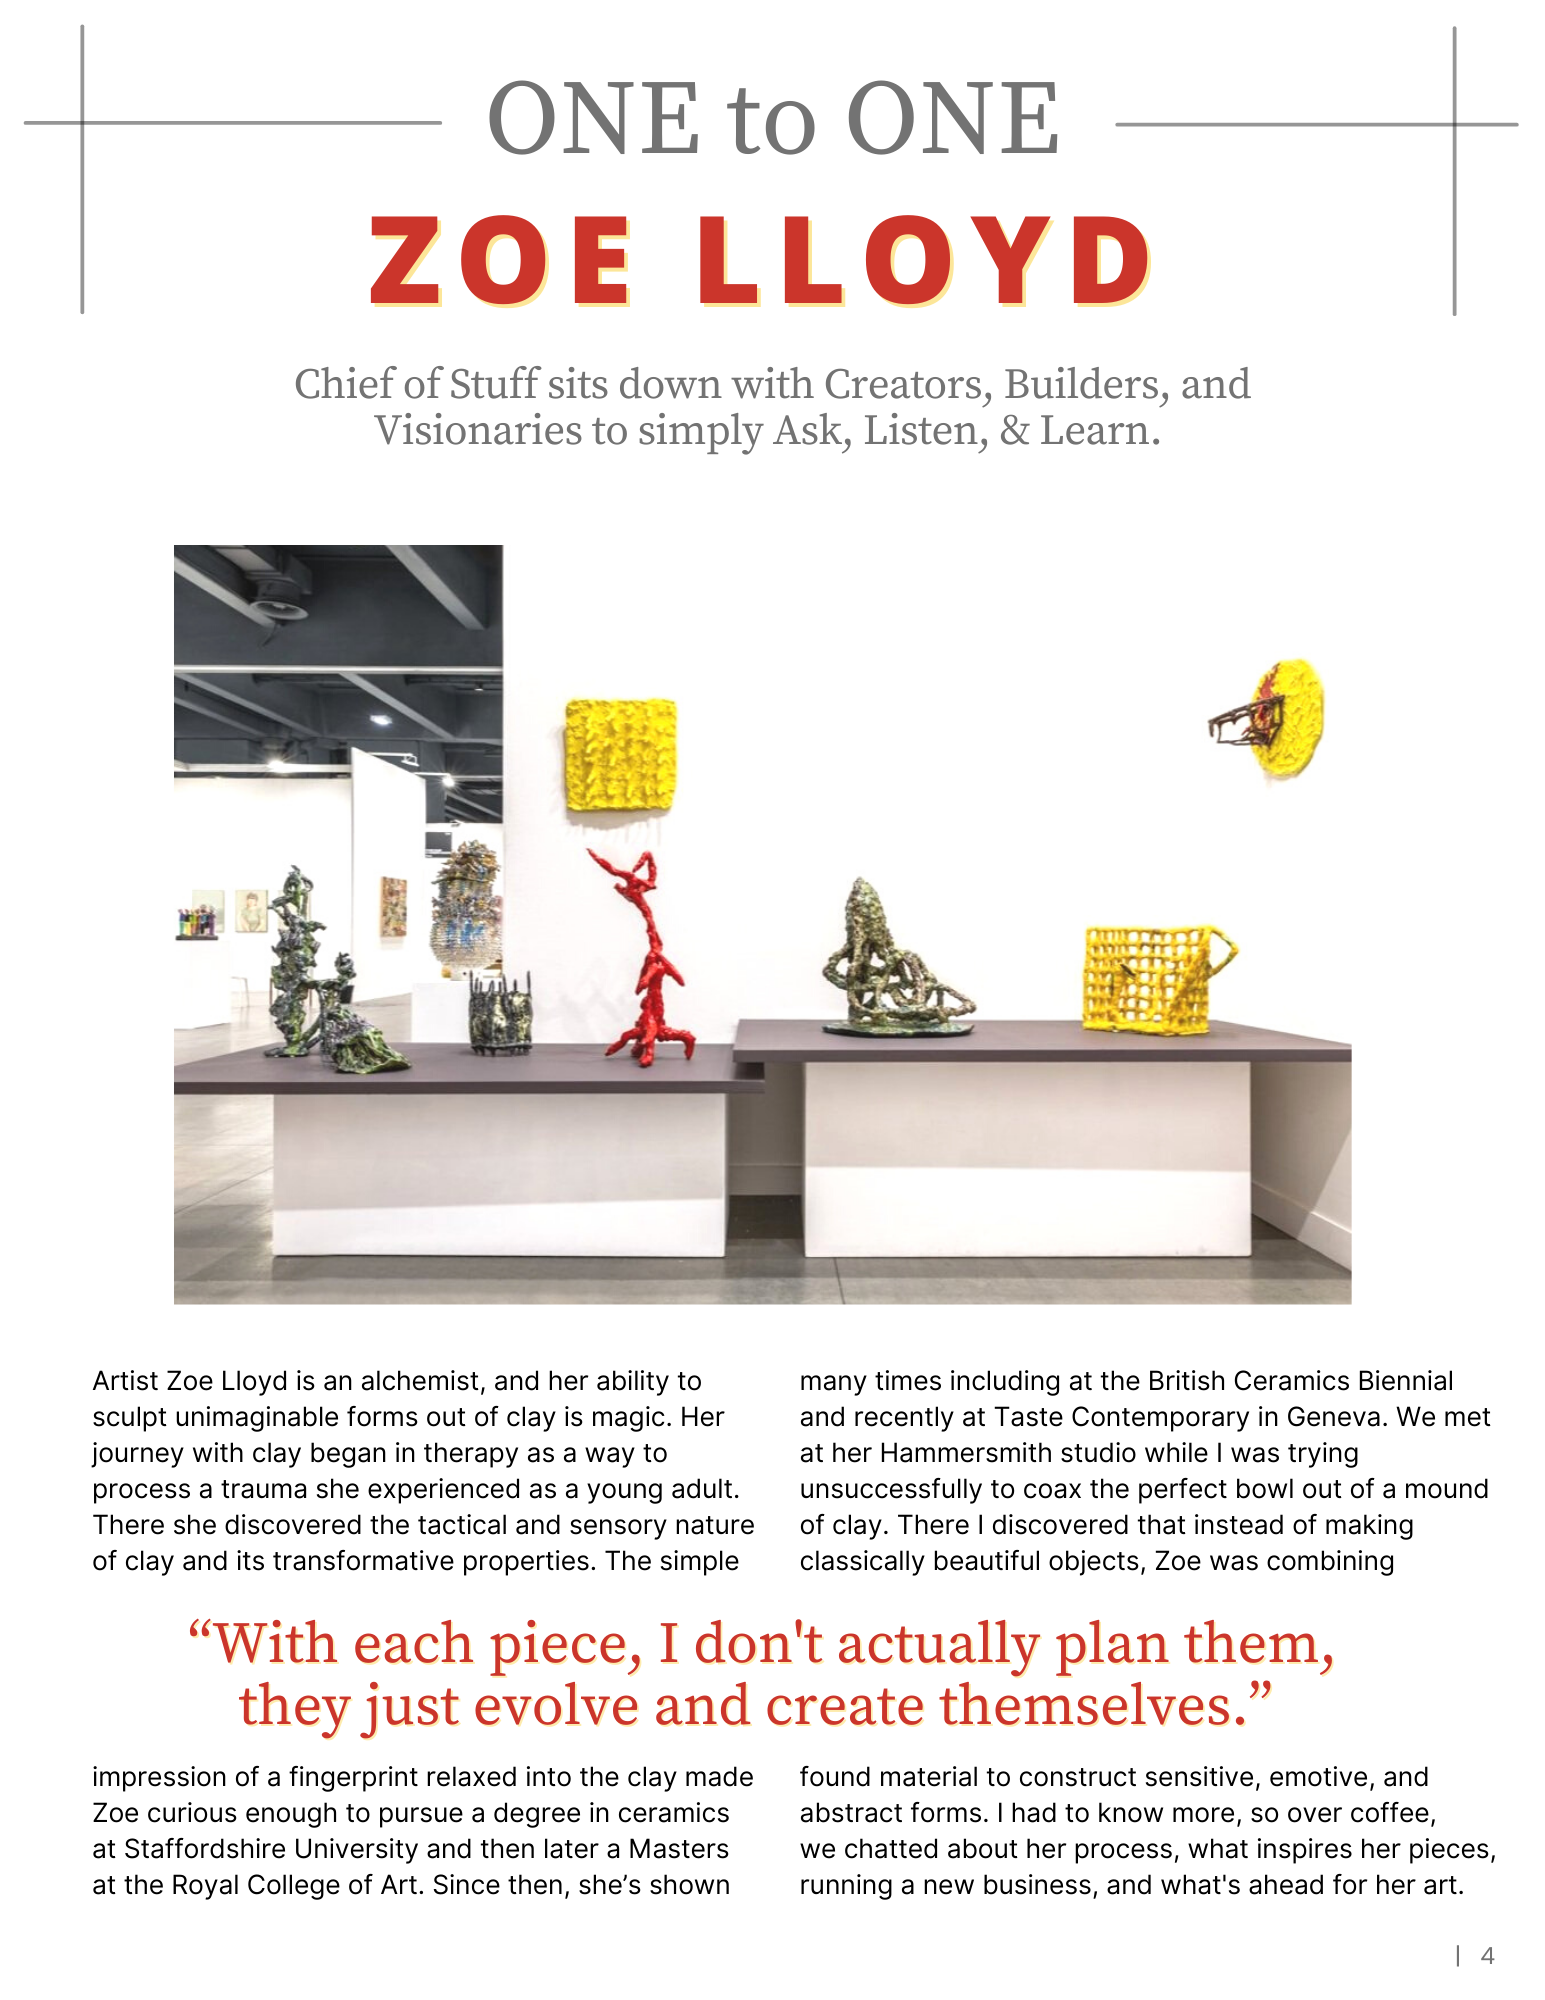 ONE to ONE
ZOE LLOYD
Chief of Stuff sits down with Creators, Builders, and
Visionaries to simply Ask, Listen, & Learn.
Artist Zoe Lloyd is an alchemist, and her ability to
sculpt unimaginable forms out of clay is magic. Her
journey with clay began in therapy as a way to
process a trauma she experienced as a young adult.
There she discovered the tactical and sensory nature
of clay and its transformative properties. The simple
impression of a fingerprint relaxed into the clay made
Zoe curious enough to pursue a degree in ceramics
at Staffordshire University and then later a Masters
at the Royal College of Art. Since then, she’s shown
many times including at the British Ceramics Biennial
and recently at Taste Contemporary in Geneva. We met
at her Hammersmith studio while I was trying
unsuccessfully to coax the perfect bowl out of a mound
of clay. There I discovered that instead of making
classically beautiful objects, Zoe was combining
found material to construct sensitive, emotive, and
abstract forms. I had to know more, so over coffee,
we chatted about her process, what inspires her pieces,
running a new business, and what's ahead for her art.
“With each piece, I don't actually plan them,
they just evolve and create themselves.”
| 4